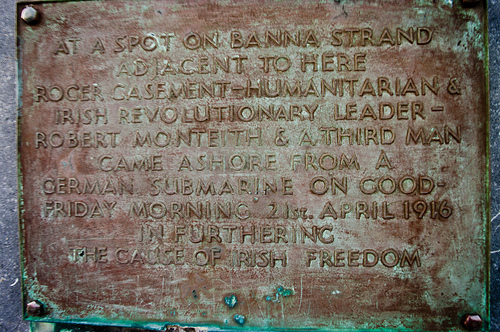 AT A SPOT ON BANNA STRAND
ADJACENT TO HERE
ROGER CASEMENT-HUMANITARIAN &
IRISH REVOLUTIONARY LEADER-
ROBERT MONTEITH & A THIRD MAN
CAME ASHORE FROM A
GERMAN SUBMARINE ON GOOD-
FRIDAY MORNING 21ST. APRIL 1916
IN FURTHERING
THE CAUSE OF IRISH FREEDOM